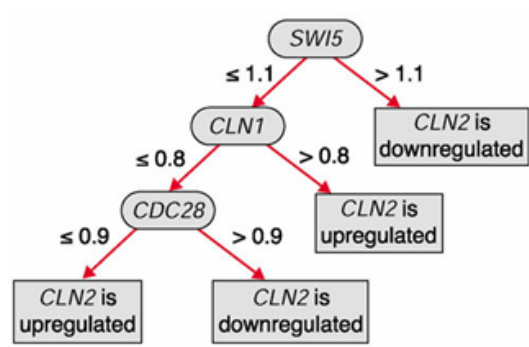 SWI5
≤ 1.1
> 1.1
CLN1
CLN2 is
downregulated
≤ 0.8
> 0.8
CDC28
CLN2 is
upregulated
≤ 0.9
> 0.9
CLN2 is
upregulated
CLN2 is
downregulated